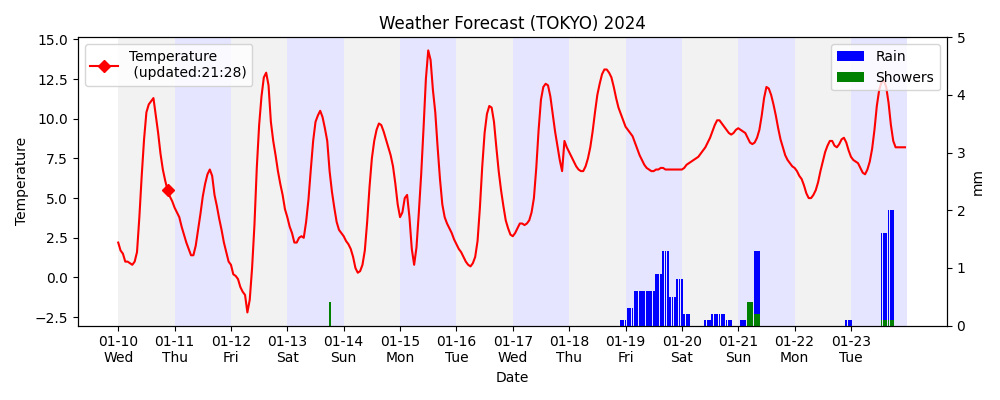 Weather Forecast (TOKYO) 2024
Temperature
(updated:21:28)
Rain
Showers
15.0
12.5
10.0
7.5
5.0
2.5
0.0
−2.5
Temperature
5
4
3
2
1
0
mm
01-10 01-11 01-12 01-13 01-14 01-15 01-16 01-17 01-18 01-19 01-20 01-21 01-22 01-23
Wed Thu Fri Sat Sun Mon Tue Wed Thu Fri Sat Sun Mon Tue
Date